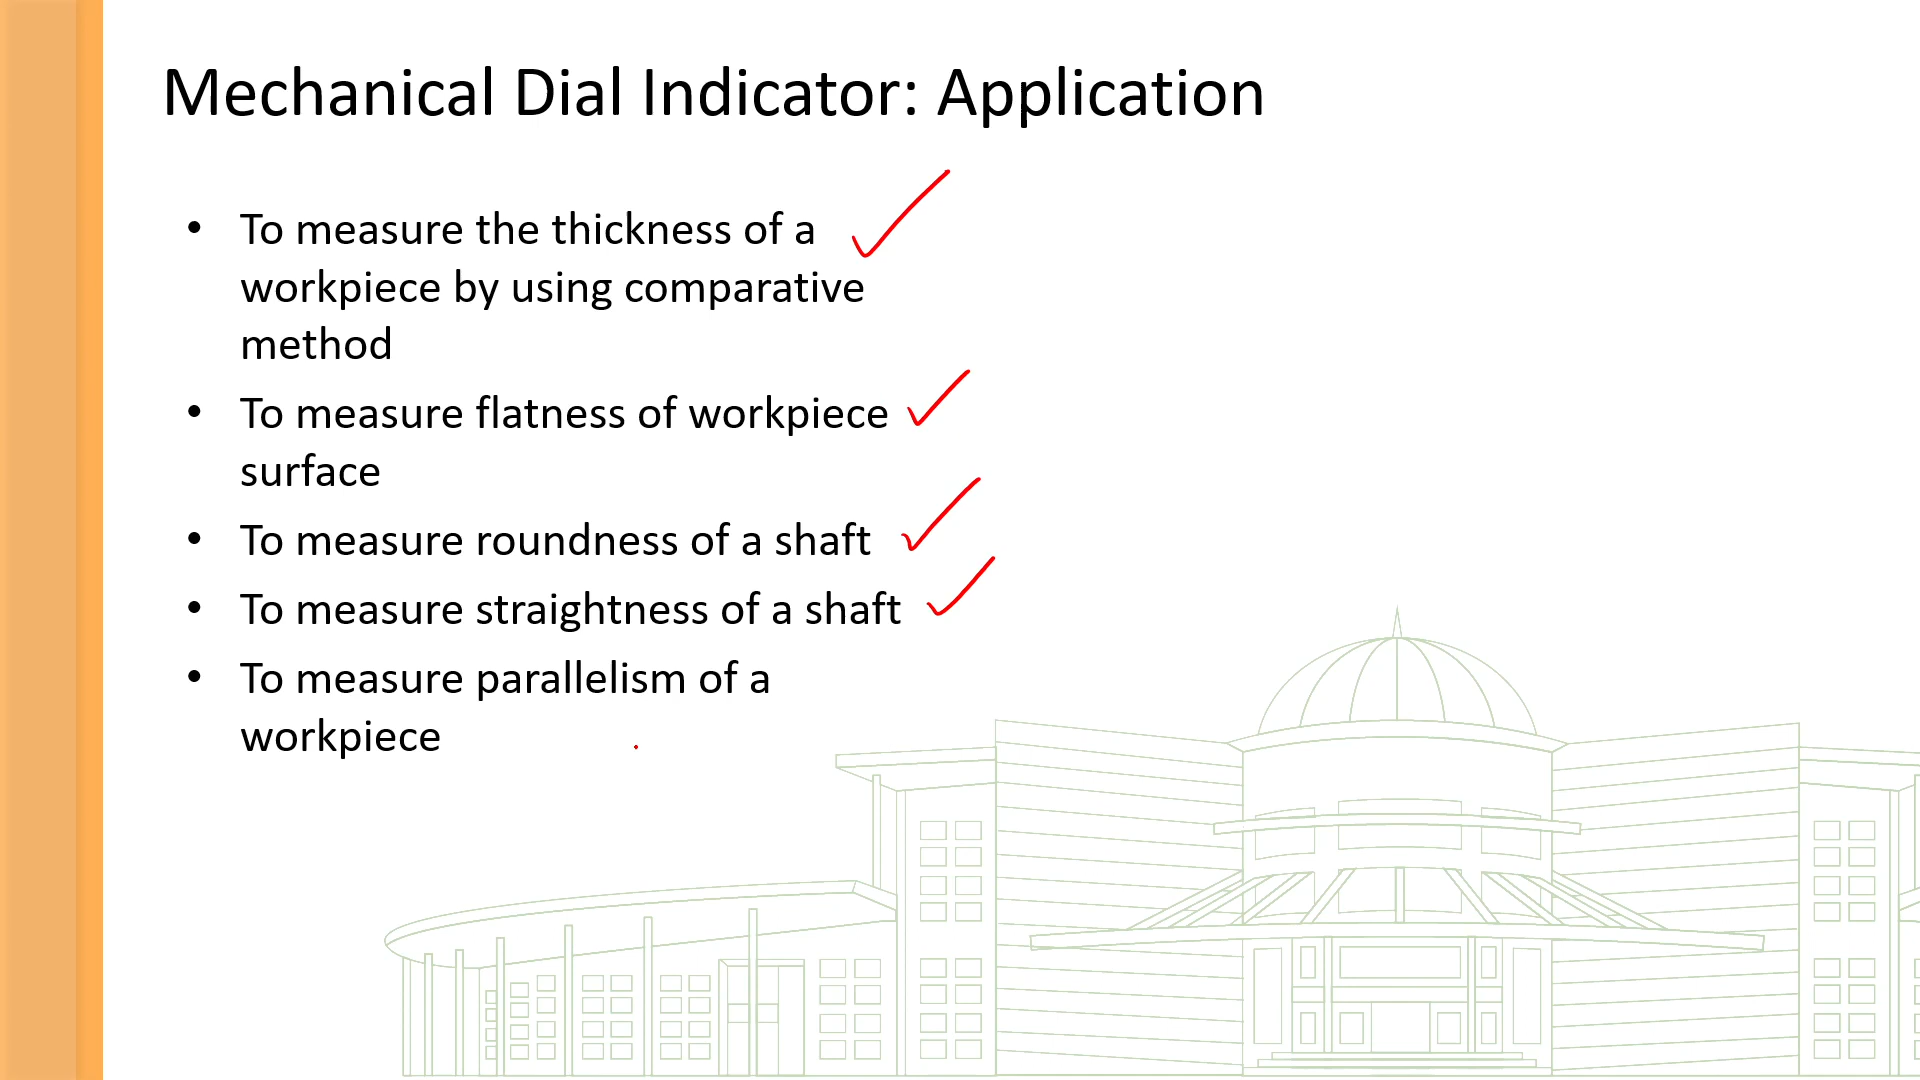 Mechanical Dial Indicator: Application
• To measure the thickness of a
workpiece by using comparative
method
• To measure flatness of workpiece
surface
• To measure roundness of a shaft
• To measure straightness of a shaft
• To measure parallelism of a
workpiece